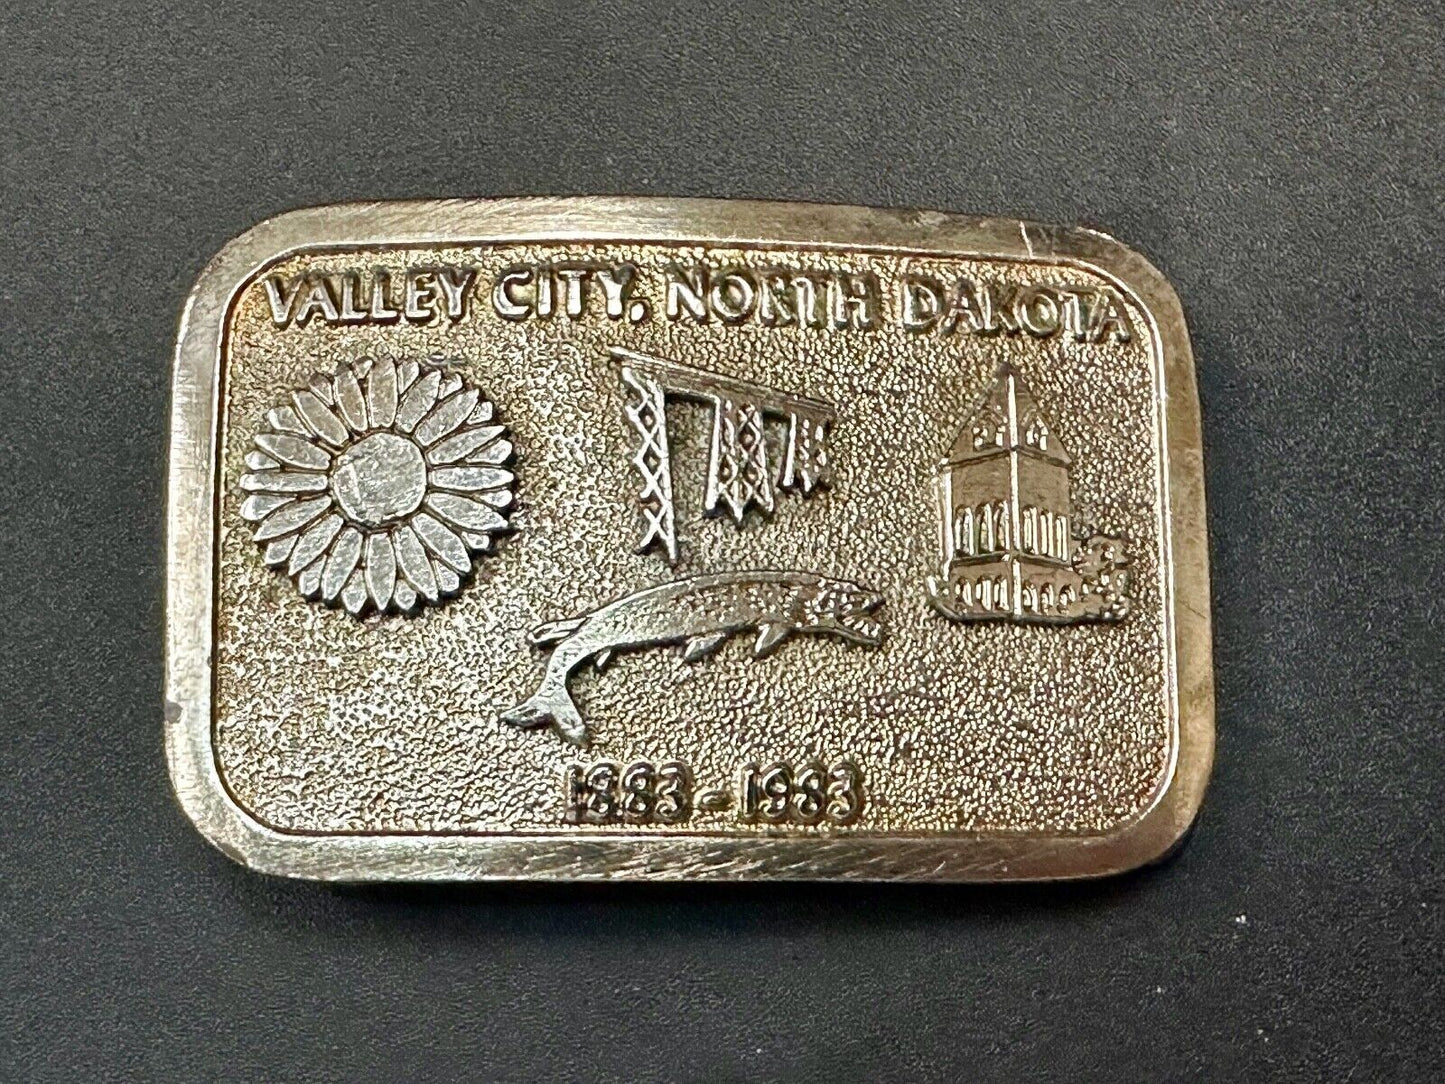 VALLEY CITY, NORTH DAKOTA
1883-1983